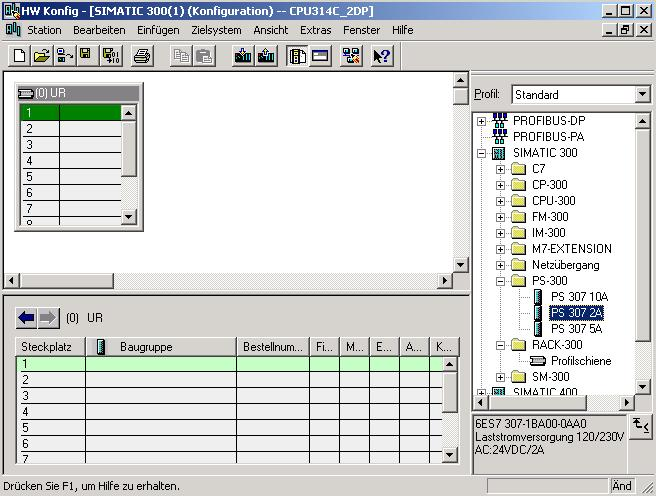 HW Konfig - [SIMATIC 300(1) (Konfiguration) -- CPU314C_2DP]
Station Bearbeiten Einfügen Zielsystem Ansicht Extras Fenster Hilfe
(0) UR
1
2
3
4
5
6
7
8
Profil: Standard
PROFIBUS-DP
PROFIBUS-PA
SIMATIC 300
C7
CP-300
CPU-300
FM-300
IM-300
M7-EXTENSION
Netzübergang
PS-300
PS 307 10A
PS 307 2A
PS 307 5A
RACK-300
Profilschiene
SM-300
SIMATIC 400
(0) UR
Steckplatz Baugruppe Bestellnum... Fi... M... E... A... K...
1
2
3
4
5
6
7
6ES7 307-1BA00-0AA0
Laststromversorgung 120/230V
AC:24VDC/2A
Drücken Sie F1, um Hilfe zu erhalten. Änd